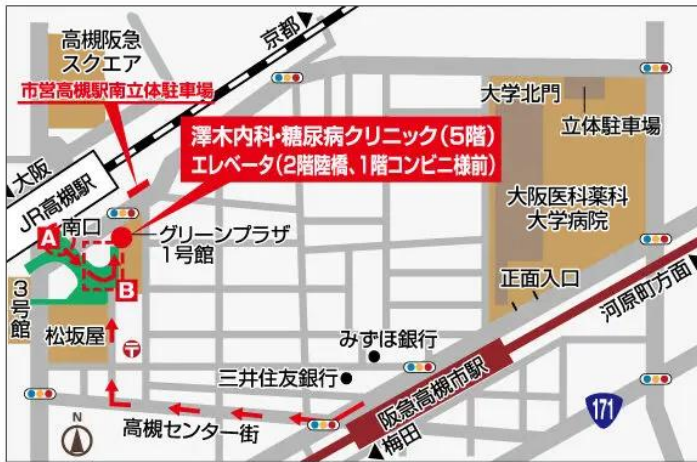 京都▶
高槻阪急
スクエア
市営高槻駅南立体駐車場
大学北門
立体駐車場
澤木内科・糖尿病クリニック(5階)
エレベータ(2階陸橋、1階コンビニ様前)
◀大阪
JR高槻駅
大阪医科薬科
大学病院
A
南口
グリーンプラザ
1号館
B
正面入口
河原町方面▶
3号館
松坂屋
〒
みずほ銀行
三井住友銀行
阪急高槻市駅
171
高槻センター街
◀梅田
N